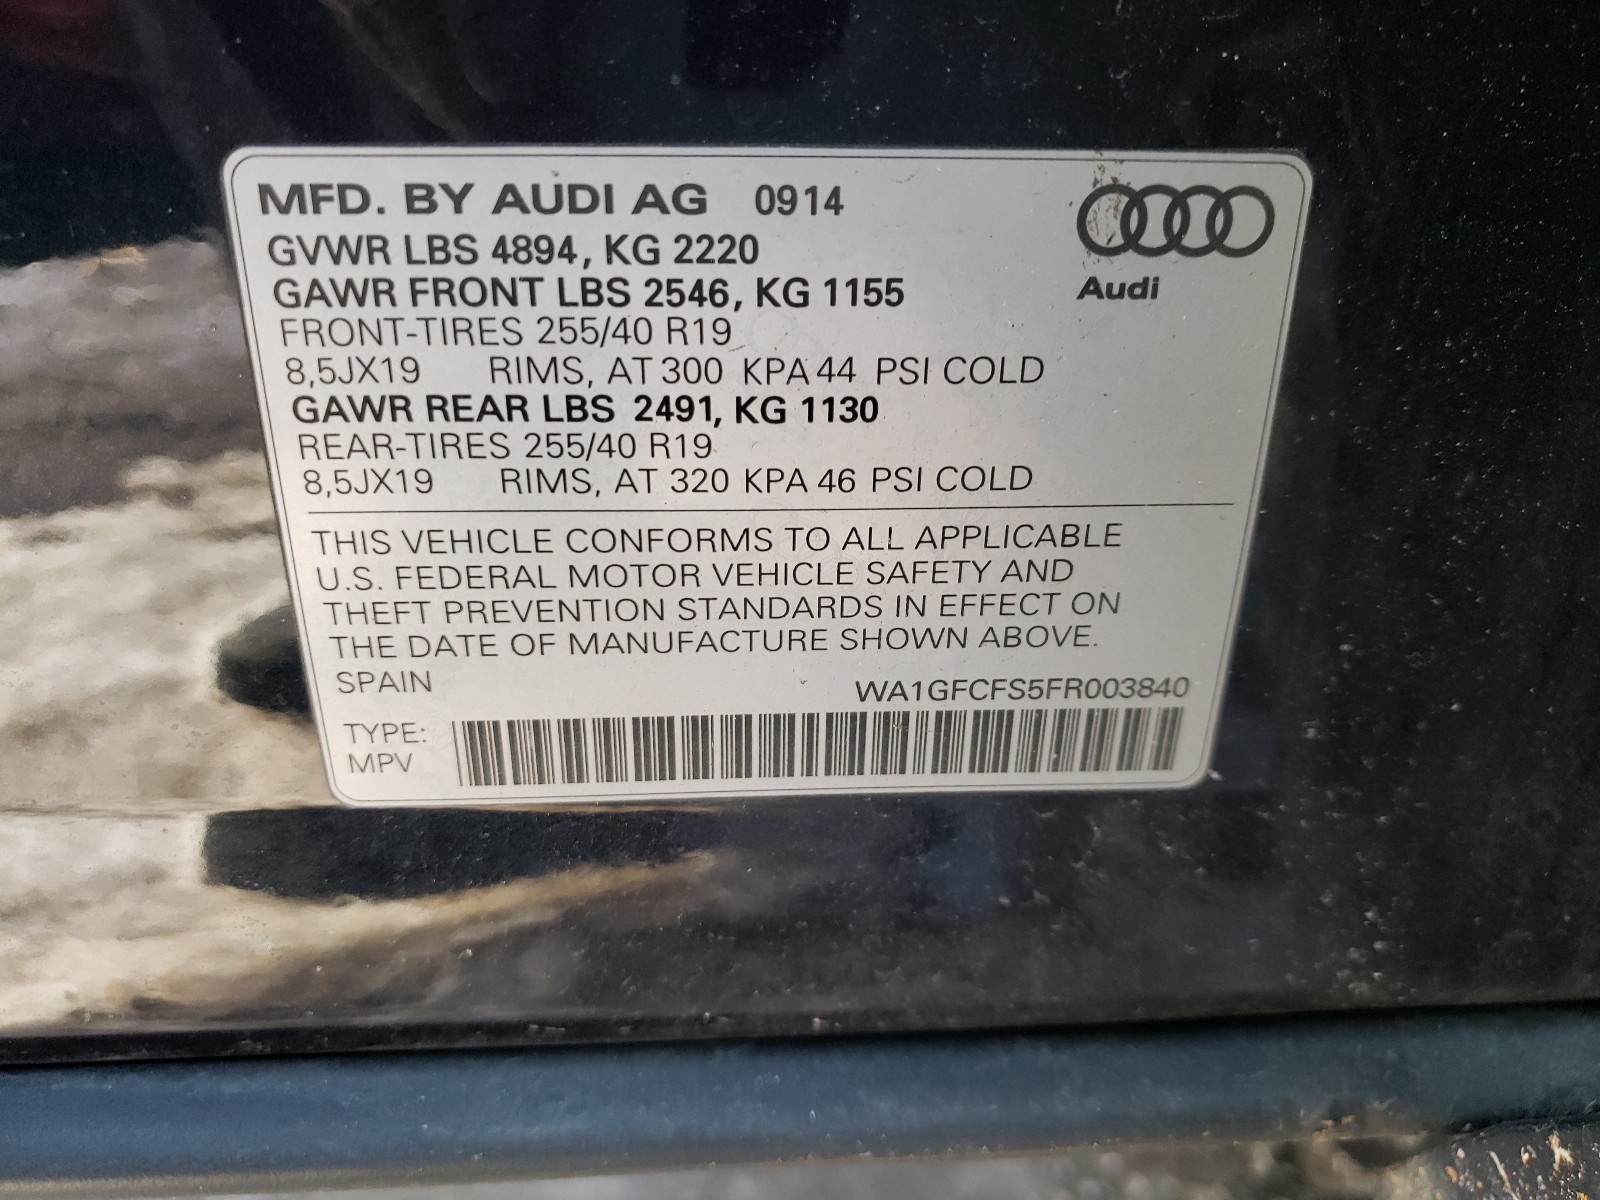 MFD. BY AUDI AG 0914
GVWR LBS 4894, KG 2220
GAWR FRONT LBS 2546, KG 1155
Audi
FRONT-TIRES 255/40 R19
8,5JX19 RIMS, AT 300 KPA 44 PSI COLD
GAWR REAR LBS 2491, KG 1130
REAR-TIRES 255/40 R19
8,5JX19 RIMS, AT 320 KPA 46 PSI COLD
THIS VEHICLE CONFORMS TO ALL APPLICABLE
U.S. FEDERAL MOTOR VEHICLE SAFETY AND
THEFT PREVENTION STANDARDS IN EFFECT ON
THE DATE OF MANUFACTURE SHOWN ABOVE.
SPAIN
WA1GFCFS5FR003840
TYPE:
MPV